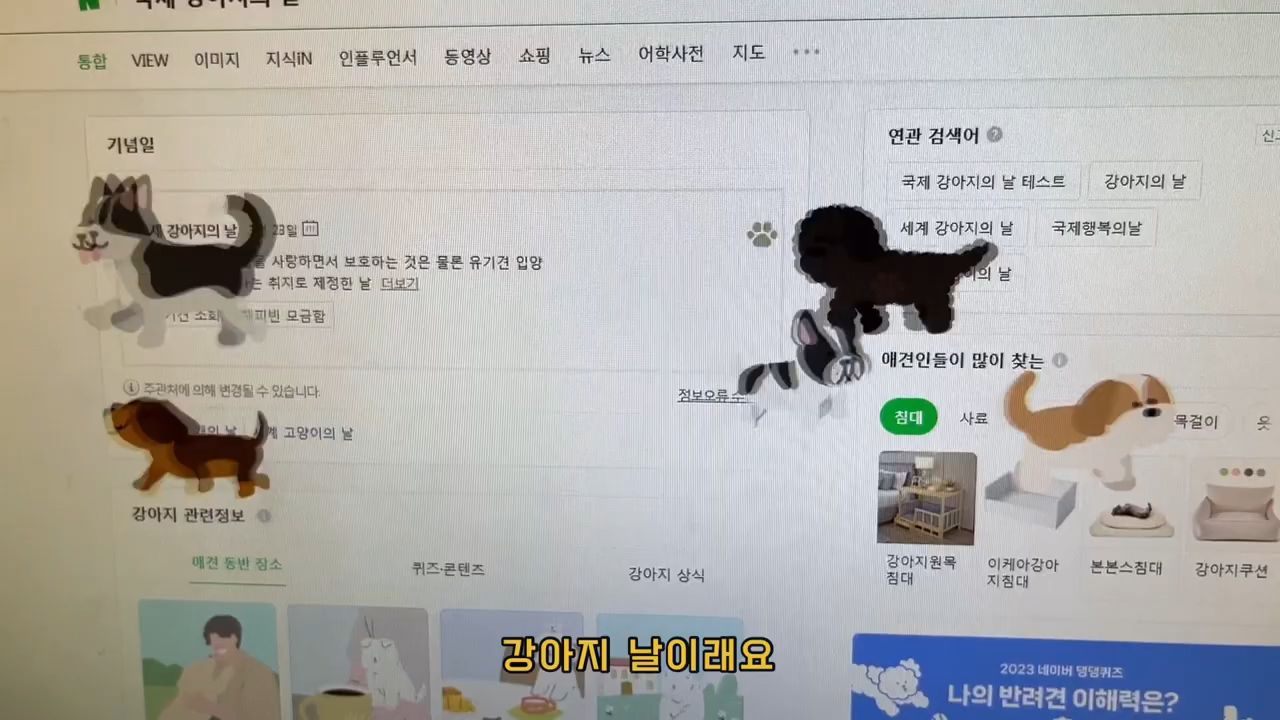 통합 VIEW 이미지 지식iN 인플루언서 동영상 쇼핑 뉴스 어학사전 지도
기념일
강아지의 날 23일
사랑하면서 보호하는 것은 물론 유기견 입양
취지로 제정한 날 더보기
모금함
주관처에 의해 변경될 수 있습니다.
정보오류
고양이의 날
강아지 관련정보
애견 동반 장소 퀴즈·콘텐츠 강아지 상식
연관 검색어
국제 강아지의 날 테스트 강아지의 날
세계 강아지의 날 국제행복의날
날
애견인들이 많이 찾는
침대 사료 목걸이
강아지원목
침대
이케아강아
지침대
본본스침대
강아지쿠션
2023 네이버 댕댕퀴즈
나의 반려견 이해력은?
강아지 날이래요